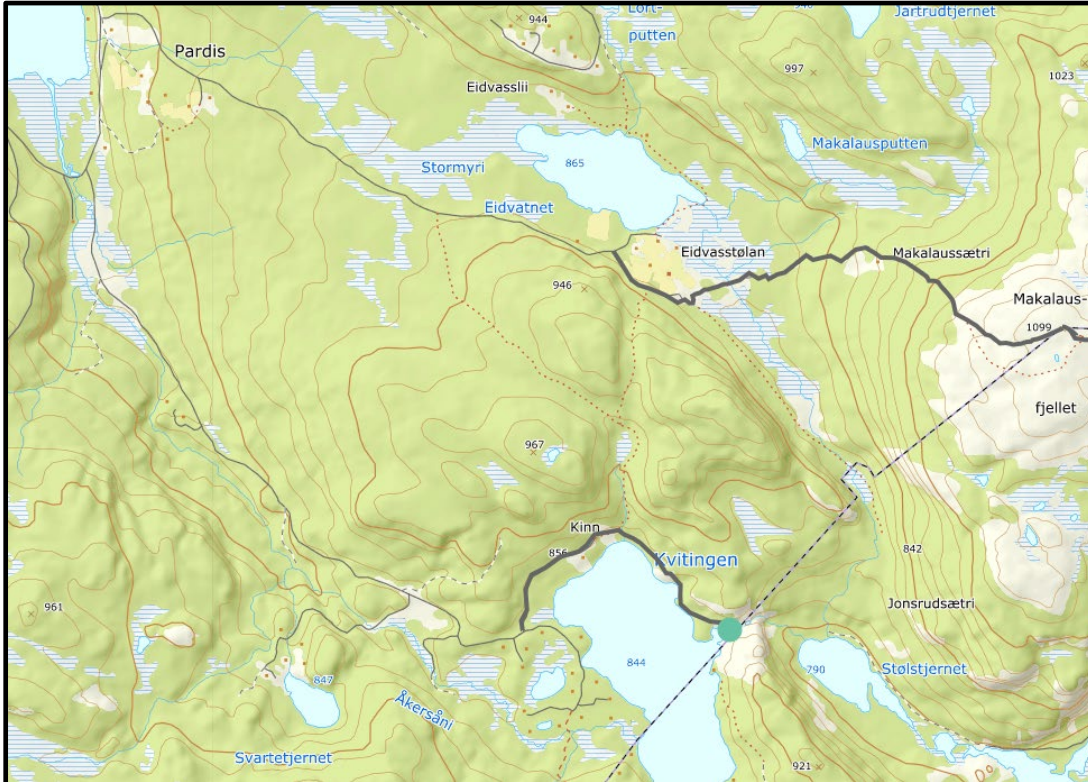 944
Lort-
putten
Jartrudtjernet
Pardis
997
1023
Eidvasslii
Makalausputten
Stormyri
865
Eidvatnet
Eidvasstølan
Makalaussætri
946
Makalaus-
1099
fjellet
967
Kinn
856
Kvitingen
842
961
Jonsrudsætri
844
790
Stølstjernet
847
Åkersåni
Svartetjernet
921